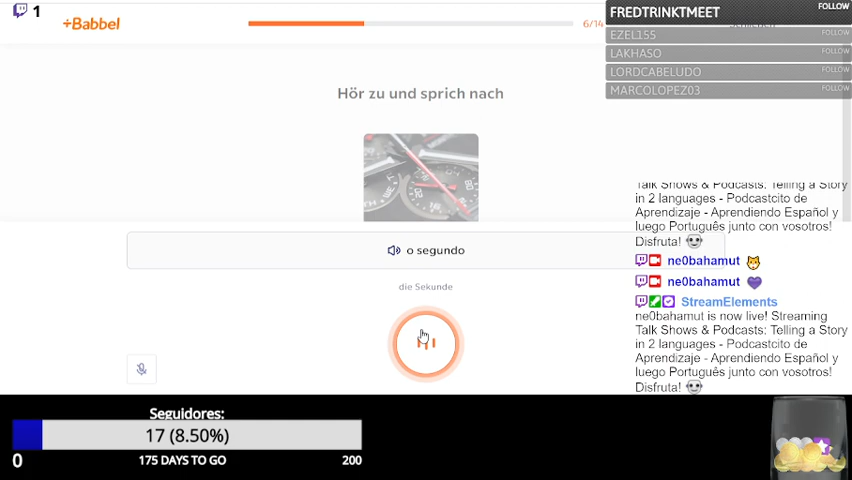 1
+Babbel
6/14
FREDTRINKTMEET
FOLLOW
EZEL155
FOLLOW
LAKHASO
FOLLOW
LORDCABELUDO
FOLLOW
MARCOLOPEZ03
FOLLOW
Hör zu und sprich nach
o segundo
die Sekunde
Talk Shows & Podcasts: Telling a Story
in 2 languages - Podcastcito de
Aprendizaje - Aprendiendo Español y
luego Português junto con vosotros!
Disfruta!
ne0bahamut
ne0bahamut
StreamElements
ne0bahamut is now live! Streaming
Talk Shows & Podcasts: Telling a Story
in 2 languages - Podcastcito de
Aprendizaje - Aprendiendo Español y
luego Português junto con vosotros!
Disfruta!
Seguidores:
17 (8.50%)
0
175 DAYS TO GO
200